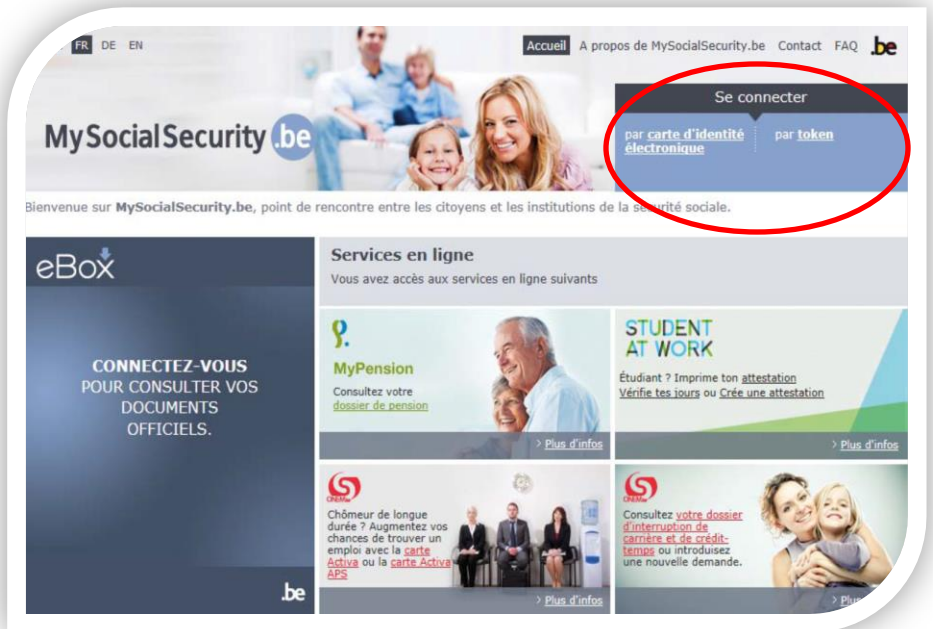 FR DE EN
Accueil A propos de MySocialSecurity.be Contact FAQ .be
Se connecter
par carte d'identité
électronique
par token
MySocialSecurity .be
Bienvenue sur MySocialSecurity.be, point de rencontre entre les citoyens et les institutions de la sécurité sociale.
eBox
CONNECTEZ-VOUS
POUR CONSULTER VOS
DOCUMENTS
OFFICIELS.
.be
Services en ligne
Vous avez accès aux services en ligne suivants
MyPension
Consultez votre
dossier de pension
> Plus d'infos
STUDENT
AT WORK
Étudiant ? Imprime ton attestation
Vérifie tes jours ou Crée une attestation
> Plus d'infos
Chômeur de longue
durée ? Augmentez vos
chances de trouver un
emploi avec la carte
Activa ou la carte Activa
APS
> Plus d'infos
Consultez votre dossier
d'interruption de
carrière et de crédit-
temps ou introduisez
une nouvelle demande.
> Plus